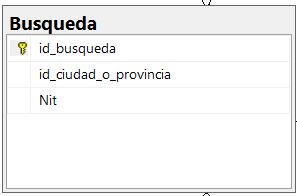 Busqueda
id_busqueda
id_ciudad_o_provincia
Nit